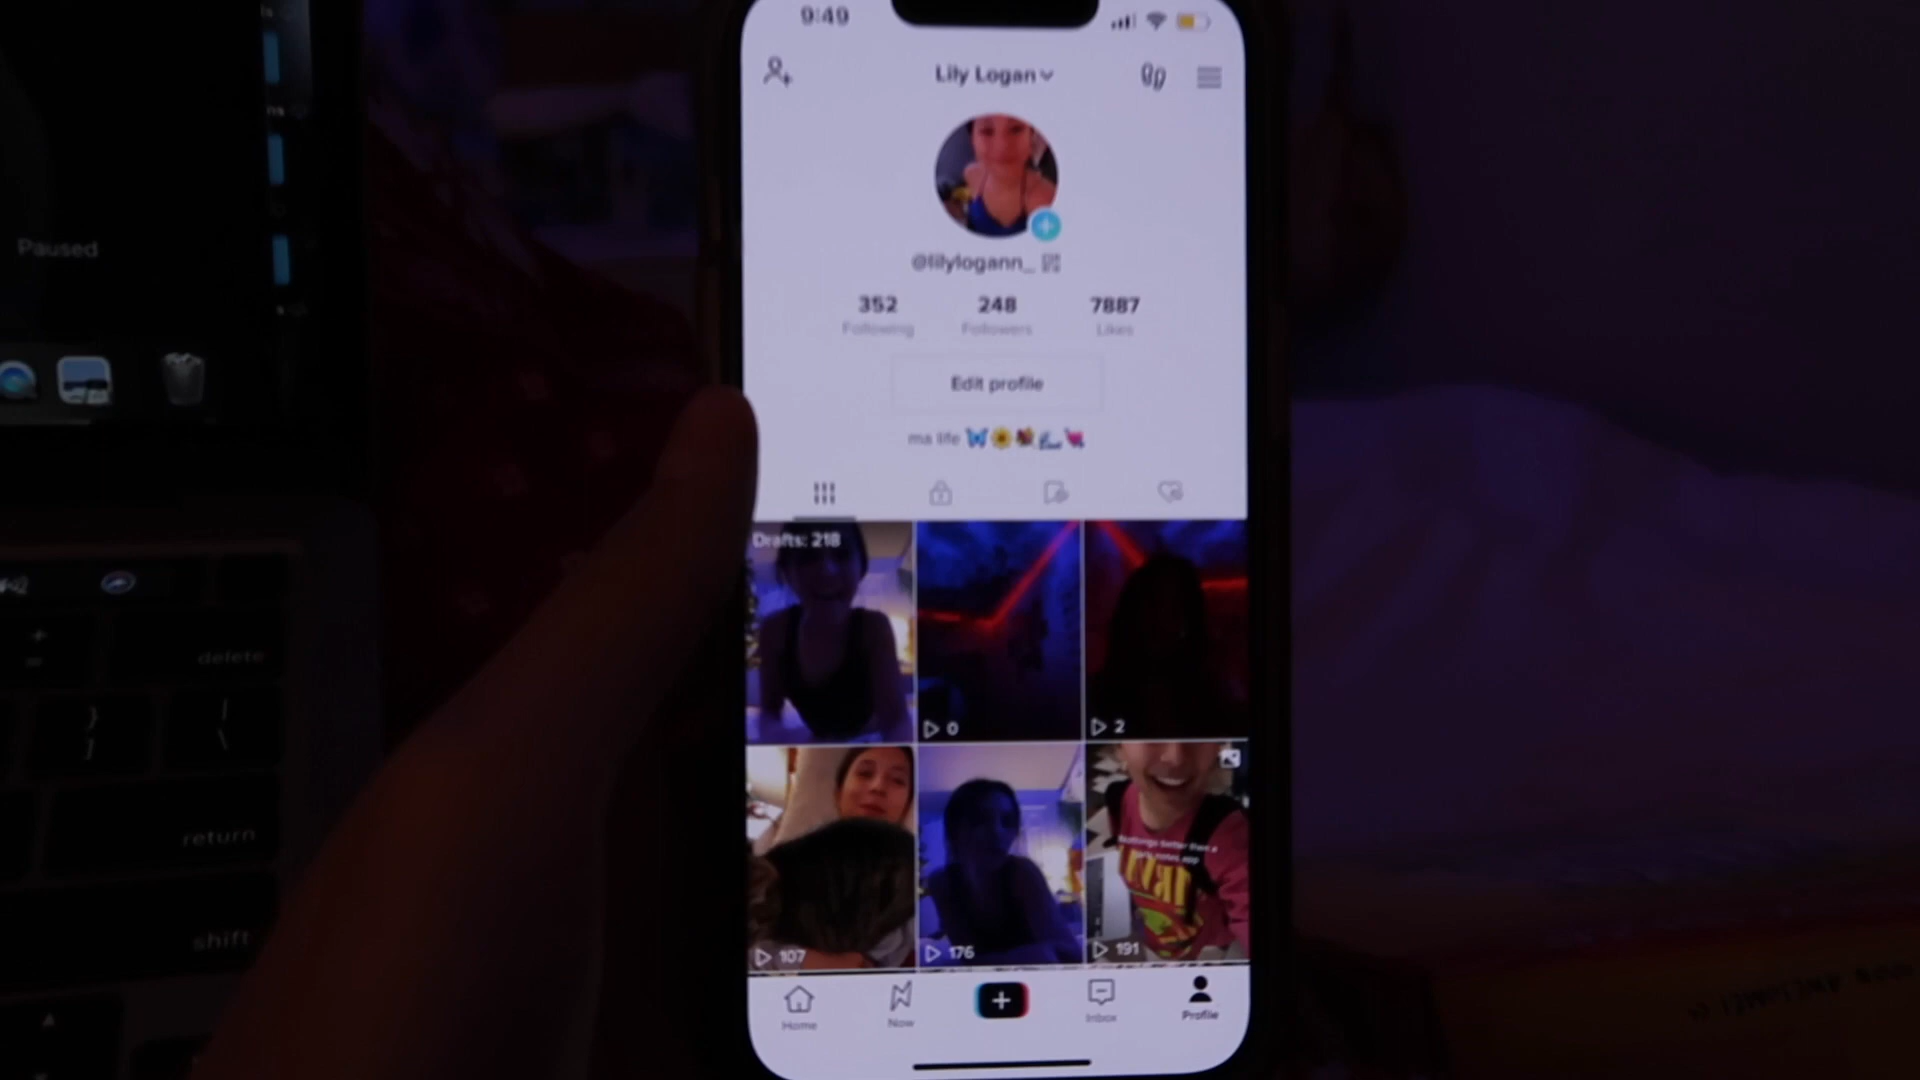 9:49
Lily Logan
@lilylogann_
352 248 7887
Following Followers Likes
Edit profile
ma life
Drafts: 218
0
2
107
176
191
Home
Now
Inbox
Profile
Paused
delete
return
shift